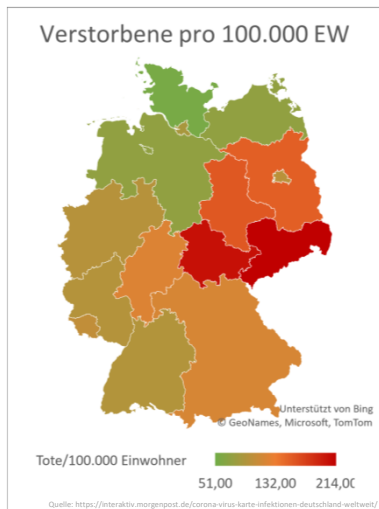 Verstorbene pro 100.000 EW
Unterstützt von Bing
© GeoNames, Microsoft, TomTom
Tote/100.000 Einwohner
51,00 132,00 214,00
Quelle: https://interaktiv.morgenpost.de/corona-virus-karte-infektionen-deutschland-weltweit/